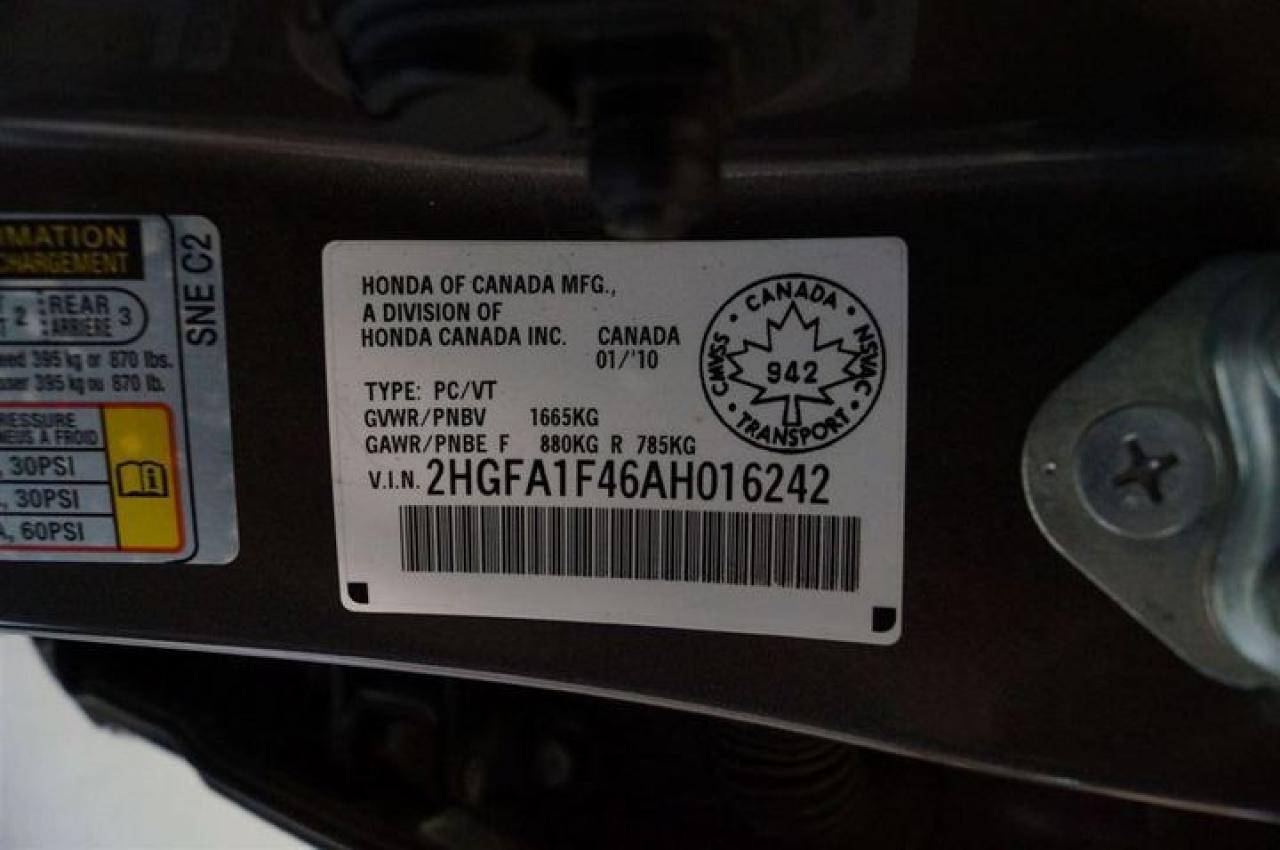 MATION
CHARGEMENT
SNE C2
2 REAR 3
ARRIÈRE
395 kg or 870 lbs.
395 kg ou 870 lb.
A FROID
30PSI
30PSI
60PSI
HONDA OF CANADA MFG.,
A DIVISION OF
HONDA CANADA INC. CANADA
01/'10
TYPE: PC/VT
GVWR/PNBV 1665KG
GAWR/PNBE F 880KG R 785KG
V.I.N. 2HGFA1F46AH016242
CANADA
CMVSS
942
NSVAC
TRANSPORT